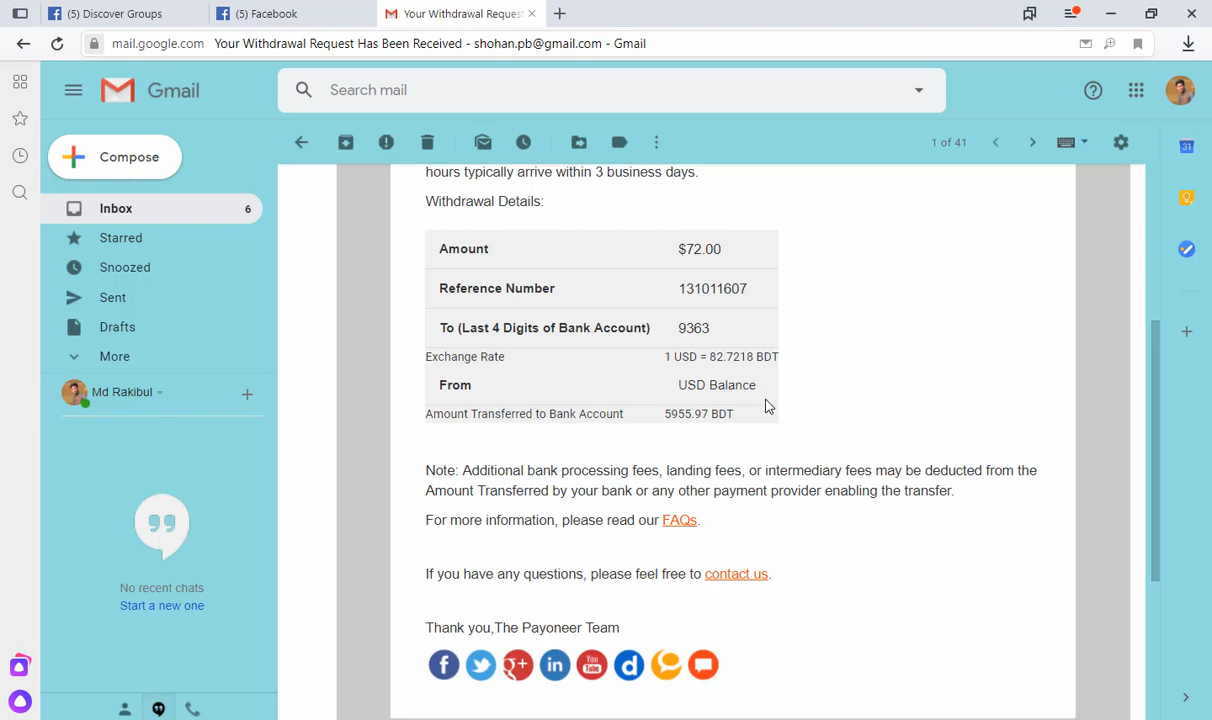 (5) Discover Groups
(5) Facebook
Your Withdrawal Reques
mail.google.com Your Withdrawal Request Has Been Received - shohan.pb@gmail.com - Gmail
Gmail
Search mail
Compose
1 of 41
Inbox 6
Starred
Snoozed
Sent
Drafts
More
Md Rakibul
No recent chats
Start a new one
hours typically arrive within 3 business days.
Withdrawal Details:
Amount $72.00
Reference Number 131011607
To (Last 4 Digits of Bank Account) 9363
Exchange Rate 1 USD = 82.7218 BDT
From USD Balance
Amount Transferred to Bank Account 5955.97 BDT
Note: Additional bank processing fees, landing fees, or intermediary fees may be deducted from the
Amount Transferred by your bank or any other payment provider enabling the transfer.
For more information, please read our FAQs.
If you have any questions, please feel free to contact us.
Thank you,The Payoneer Team
You
Tube
31